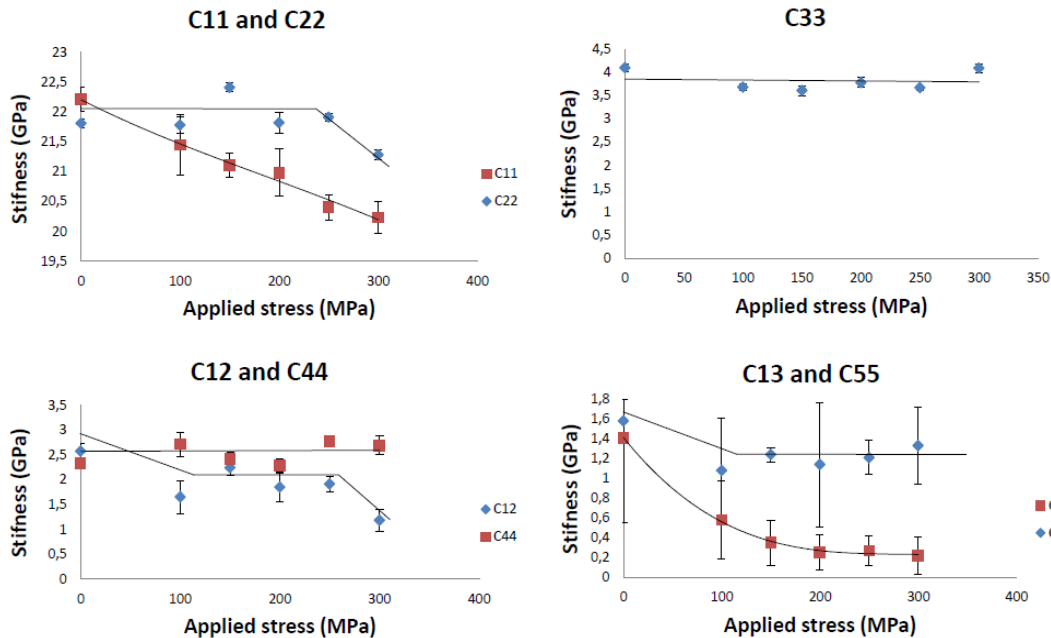 C11 and C22
23
22,5
22
21,5
21
20,5
20
19,5
0 100 200 300 400
Stifness (GPa)
Applied stress (MPa)
C11
C22
C33
4,5
4
3,5
3
2,5
2
1,5
1
0,5
0
0 50 100 150 200 250 300 350
Stifness (GPa)
Applied stress (MPa)
C12 and C44
3,5
3
2,5
2
1,5
1
0,5
0
0 100 200 300 400
Stifness (GPa)
Applied stress (MPa)
C12
C44
C13 and C55
1,8
1,6
1,4
1,2
1
0,8
0,6
0,4
0,2
0
0 100 200 300 400
Stifness (GPa)
Applied stress (MPa)